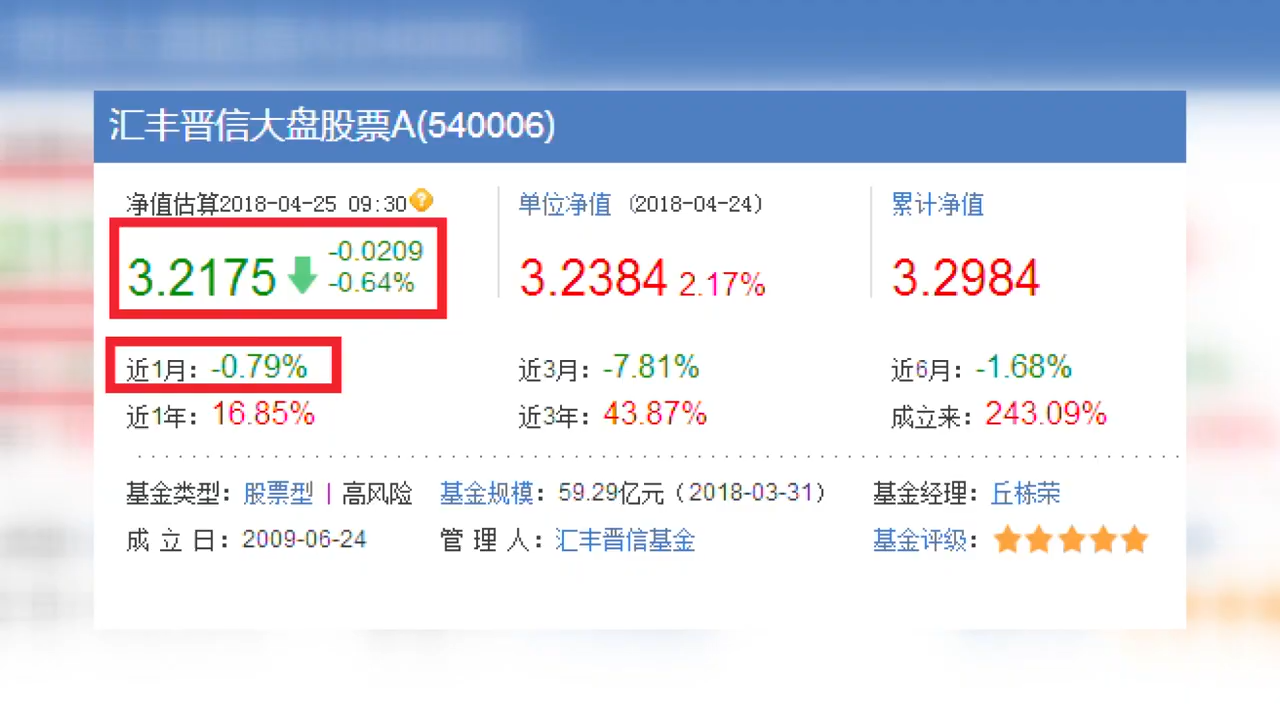 汇丰晋信大盘股票A(540006)
净值估算2018-04-25 09:30 ?
3.2175 -0.0209 -0.64%
单位净值 (2018-04-24)
3.2384 2.17%
累计净值
3.2984
近1月: -0.79% 近3月: -7.81% 近6月: -1.68%
近1年: 16.85% 近3年: 43.87% 成立来: 243.09%
基金类型: 股票型 | 高风险 基金规模: 59.29亿元 (2018-03-31) 基金经理: 丘栋荣
成 立 日: 2009-06-24 管 理 人: 汇丰晋信基金 基金评级: